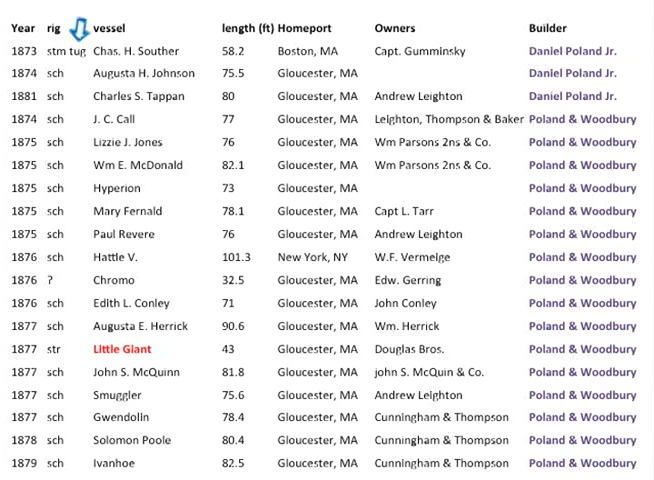 Year rig vessel length (ft) Homeport Owners Builder
1873 stm tug Chas. H. Souther 58.2 Boston, MA Capt. Gumminsky Daniel Poland Jr.
1874 sch Augusta H. Johnson 75.5 Gloucester, MA Daniel Poland Jr.
1881 sch Charles S. Tappan 80 Gloucester, MA Andrew Leighton Daniel Poland Jr.
1874 sch J. C. Call 77 Gloucester, MA Leighton, Thompson & Baker Poland & Woodbury
1875 sch Lizzie J. Jones 76 Gloucester, MA Wm Parsons 2ns & Co. Poland & Woodbury
1875 sch Wm E. McDonald 82.1 Gloucester, MA Wm Parsons 2ns & Co. Poland & Woodbury
1875 sch Hyperion 73 Gloucester, MA Poland & Woodbury
1875 sch Mary Fernald 78.1 Gloucester, MA Capt L. Tarr Poland & Woodbury
1875 sch Paul Revere 76 Gloucester, MA Andrew Leighton Poland & Woodbury
1876 sch Hattie V. 101.3 New York, NY W.F. Vermelge Poland & Woodbury
1876 ? Chromo 32.5 Gloucester, MA Edw. Gerring Poland & Woodbury
1876 sch Edith L. Conley 71 Gloucester, MA John Conley Poland & Woodbury
1877 sch Augusta E. Herrick 90.6 Gloucester, MA Wm. Herrick Poland & Woodbury
1877 str Little Giant 43 Gloucester, MA Douglas Bros. Poland & Woodbury
1877 sch John S. McQuinn 81.8 Gloucester, MA john S. McQuin & Co. Poland & Woodbury
1877 sch Smuggler 75.6 Gloucester, MA Andrew Leighton Poland & Woodbury
1877 sch Gwendolin 78.4 Gloucester, MA Cunningham & Thompson Poland & Woodbury
1878 sch Solomon Poole 80.4 Gloucester, MA Cunningham & Thompson Poland & Woodbury
1879 sch Ivanhoe 82.5 Gloucester, MA Cunningham & Thompson Poland & Woodbury